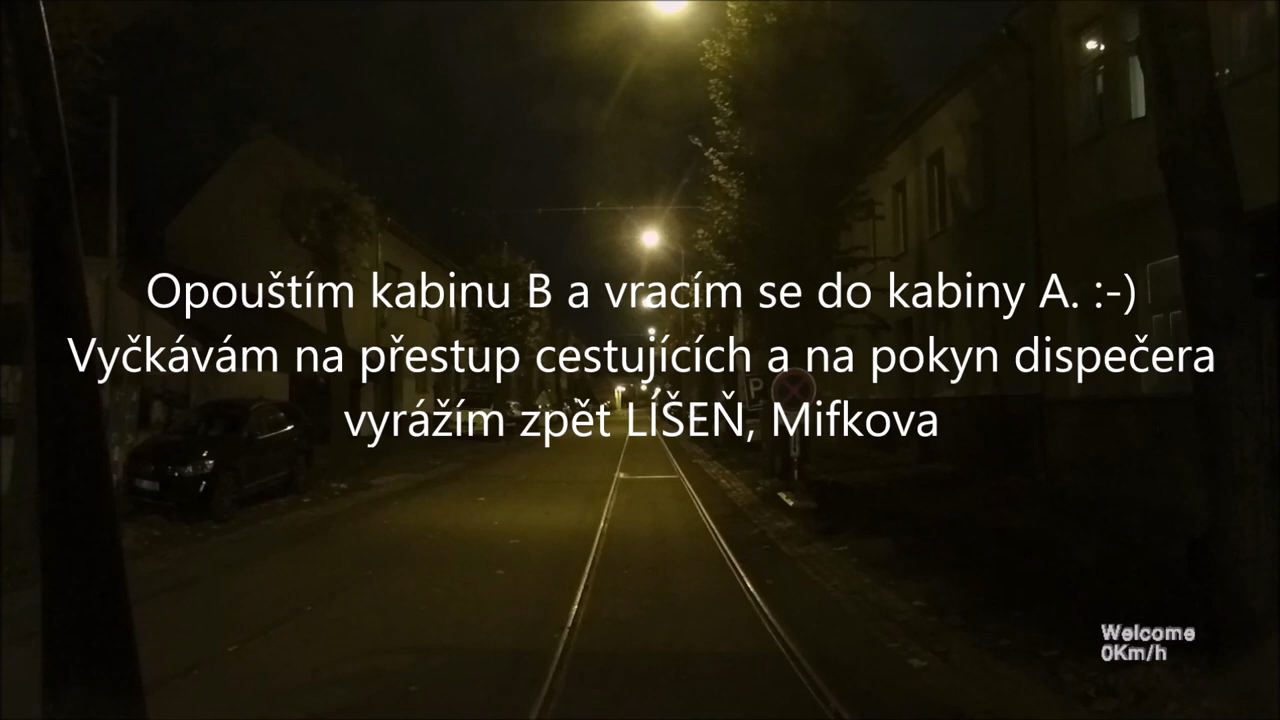 Opouštím kabinu B a vracím se do kabiny A. :-)
Vyčkávám na přestup cestujících a na pokyn dispečera
vyrážím zpět LÍŠEŇ, Mifkova
P
Welcome
0Km/h